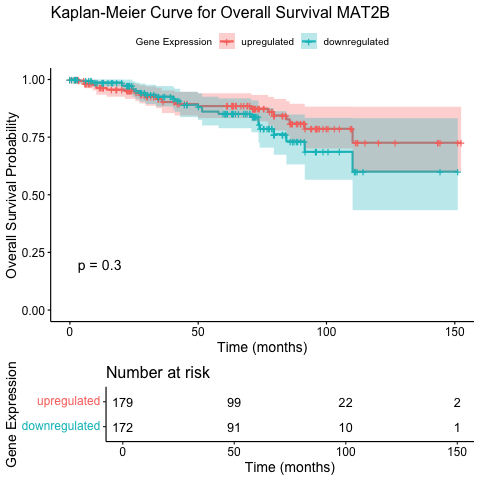 Kaplan-Meier Curve for Overall Survival MAT2B
Gene Expression upregulated downregulated
Overall Survival Probability
1.00
0.75
0.50
0.25
0.00
p = 0.3
0 50 100 150
Time (months)
Number at risk
Gene Expression
upregulated 179 99 22 2
downregulated 172 91 10 1
0 50 100 150
Time (months)